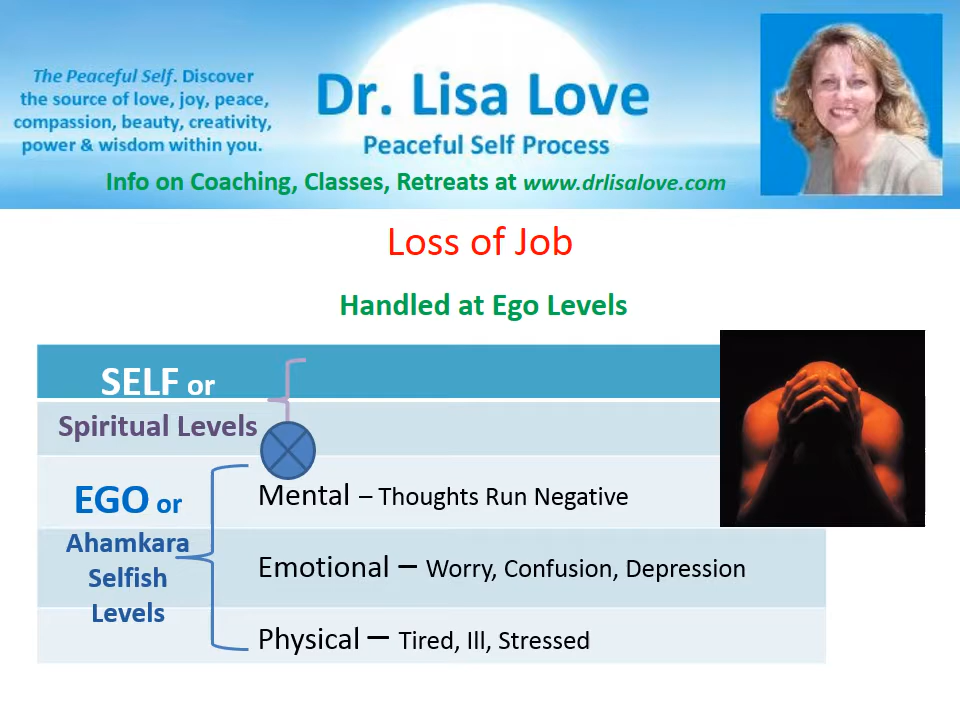 The Peaceful Self. Discover
the source of love, joy, peace,
compassion, beauty, creativity,
power & wisdom within you.
Dr. Lisa Love
Peaceful Self Process
Info on Coaching, Classes, Retreats at www.drlisalove.com
Loss of Job
Handled at Ego Levels
SELF or
Spiritual Levels
EGO or
Ahamkara
Selfish
Levels
Mental – Thoughts Run Negative
Emotional – Worry, Confusion, Depression
Physical – Tired, Ill, Stressed